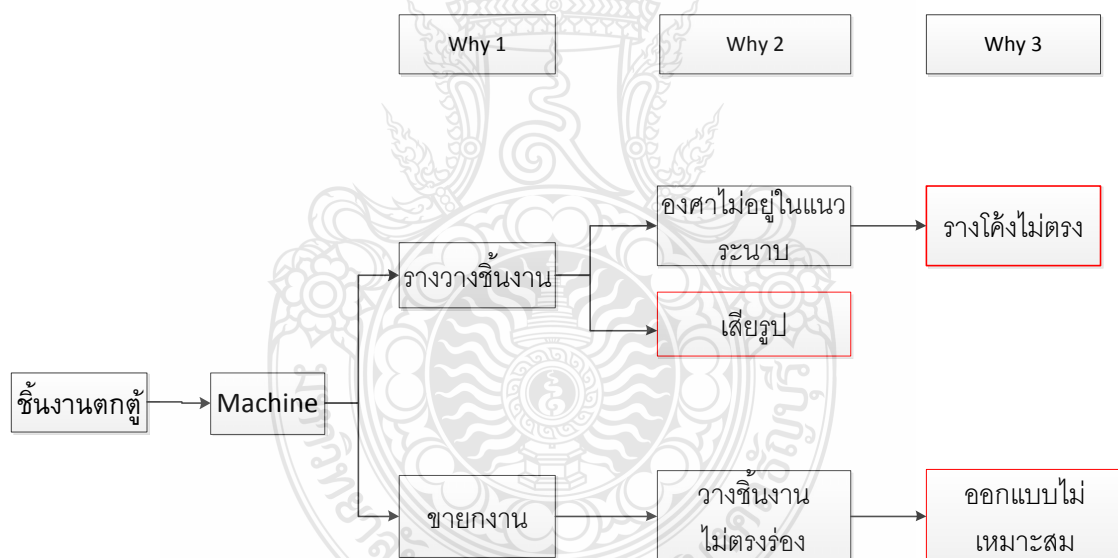 Why 1
Why 2
Why 3
องศาไม่อยู่ในแนว
ระนาบ
รางโค้งไม่ตรง
รางวางชิ้นงาน
เสียรูป
ชิ้นงานตกตู้
Machine
ขายกงาน
วางชิ้นงาน
ไม่ตรงร่อง
ออกแบบไม่
เหมาะสม